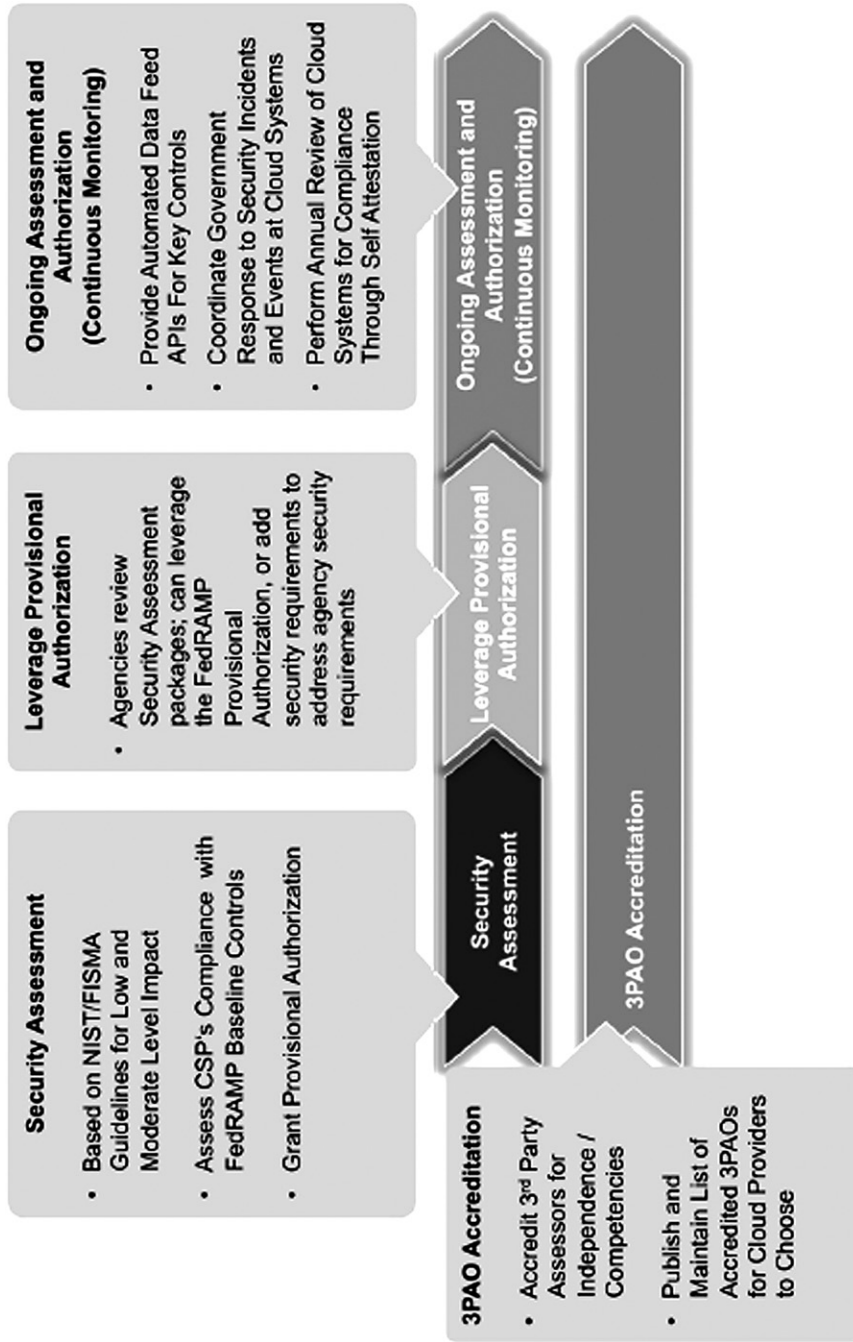 Security Assessment
• Based on NIST/FISMA
Guidelines for Low and
Moderate Level Impact
• Assess CSP's Compliance with
FedRAMP Baseline Controls
• Grant Provisional Authorization
Leverage Provisional
Authorization
• Agencies review
Security Assessment
packages; can leverage
the FedRAMP
Provisional
Authorization, or add
security requirements to
address agency security
requirements
Ongoing Assessment and
Authorization
(Continuous Monitoring)
• Provide Automated Data Feed
APIs For Key Controls
• Coordinate Government
Response to Security Incidents
and Events at Cloud Systems
• Perform Annual Review of Cloud
Systems for Compliance
Through Self Attestation
Security
Assessment
Leverage Provisional
Authorization
Ongoing Assessment and
Authorization
(Continuous Monitoring)
3PAO Accreditation
• Accredit 3rd Party
Assessors for
Independence /
Competencies
• Publish and
Maintain List of
Accredited 3PAOs
for Cloud Providers
to Choose
3PAO Accreditation